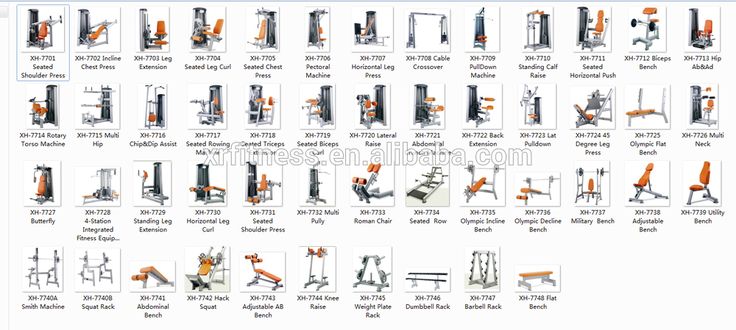 XH-7701 Seated Shoulder Press
XH-7702 Incline Chest Press
XH-7703 Leg Extension
XH-7704 Seated Leg Curl
XH-7705 Seated Chest Press
XH-7706 Pectoral Machine
XH-7707 Horizontal Leg Press
XH-7708 Cable Crossover
XH-7709 PullDown Machine
XH-7710 Standing Calf Raise
XH-7711 Seated Horizontal Push
XH-7712 Biceps Bench
XH-7713 Hip Ab&Ad
XH-7714 Rotary Torso Machine
XH-7715 Multi Hip
XH-7716 Chip&Dip Assist
XH-7717 Seated Rowing Ma
XH-7718 Seated Triceps
XH-7719 Seated Biceps Curl
XH-7720 Lateral Raise
XH-7721 Abdominal
XH-7722 Back Extension
XH-7723 Lat Pulldown
XH-7724 45 Degree Leg Press
XH-7725 Olympic Flat Bench
XH-7726 Multi Neck
xrfitness.en.alibaba.com
XH-7727 Butterfly
XH-7728 4-Station Integrated Fitness Equip...
XH-7729 Standing Leg Extension
XH-7730 Horizontal Leg Curl
XH-7731 Seated Shoulder Press
XH-7732 Multi Pully
XH-7733 Roman Chair
XH-7734 Seated Row
XH-7735 Olympic Incline Bench
XH-7736 Olympic Decline Bench
XH-7737 Military Bench
XH-7738 Adjustable Bench
XH-7739 Utility Bench
XH-7740A Smith Machine
XH-7740B Squat Rack
XH-7741 Abdominal Bench
XH-7742 Hack Squat
XH-7743 Adjustable AB Bench
XH-7744 Knee Raise
XH-7745 Weight Plate Rack
XH-7746 Dumbbell Rack
XH-7747 Barbell Rack
XH-7748 Flat Bench